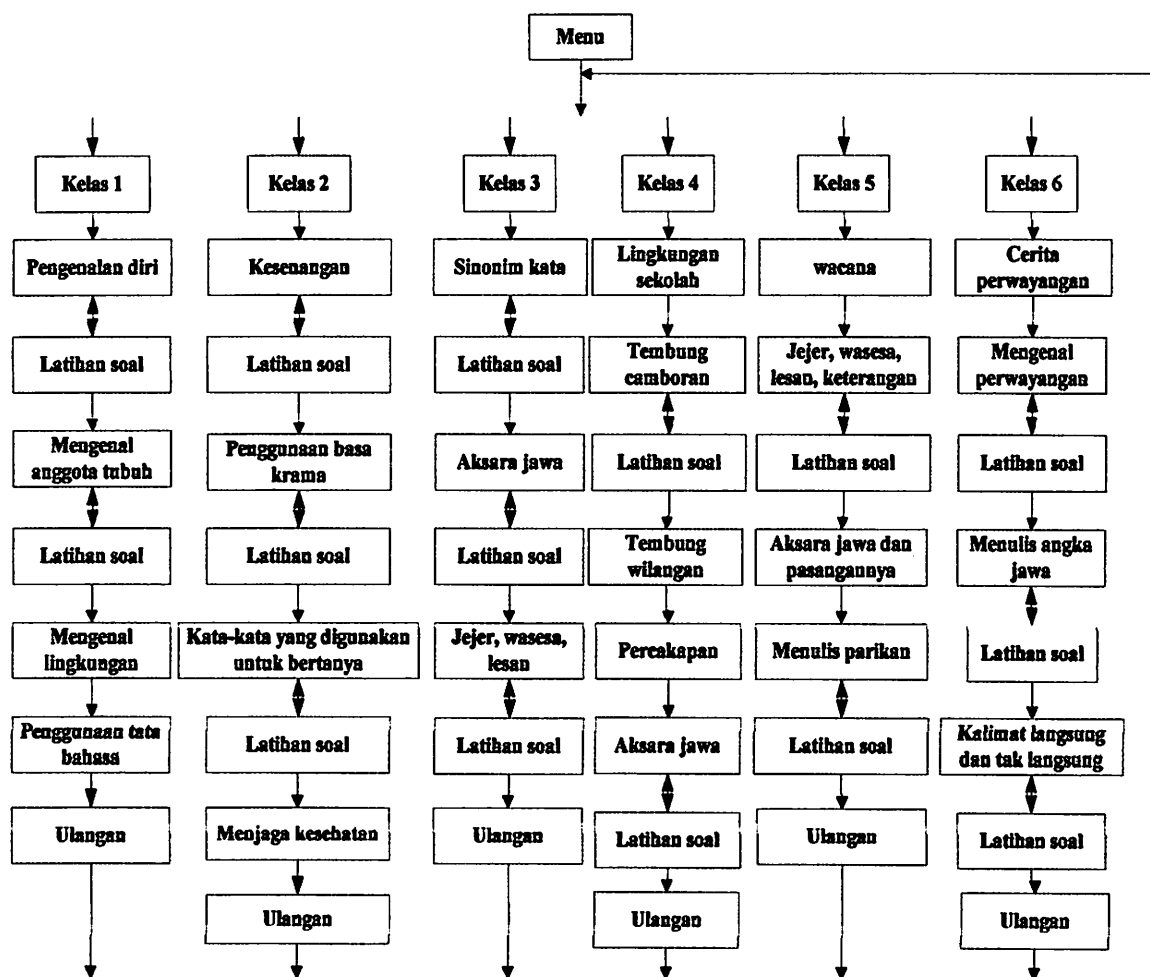 Menu
Kelas 1
Pengenalan diri
Latihan soal
Mengenal
anggota tubuh
Latihan soal
Mengenal
lingkungan
Penggunaan tata
bahasa
Ulangan
Kelas 2
Kesenangan
Latihan soal
Penggunaan basa
krama
Latihan soal
Kata-kata yang digunakan
untuk bertanya
Latihan soal
Menjaga kesehatan
Ulangan
Kelas 3
Sinonim kata
Latihan soal
Aksara jawa
Latihan soal
Jejer, wasesa,
lesan
Latihan soal
Ulangan
Kelas 4
Lingkungan
sekolah
Tembung
camboran
Latihan soal
Tembung
wilangan
Percakapan
Aksara jawa
Latihan soal
Ulangan
Kelas 5
wacana
Jejer, wasesa,
lesan, keterangan
Latihan soal
Aksara jawa dan
pasangannya
Menulis parikan
Latihan soal
Ulangan
Kelas 6
Cerita
perwayangan
Mengenal
perwayangan
Latihan soal
Menulis angka
jawa
Latihan soal
Kalimat langsung
dan tak langsung
Latihan soal
Ulangan